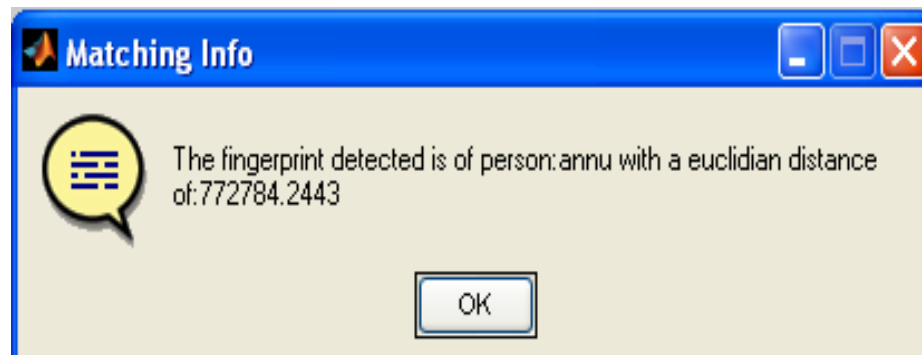 Matching Info
The fingerprint detected is of person:annu with a euclidian distance
of:772784.2443
OK